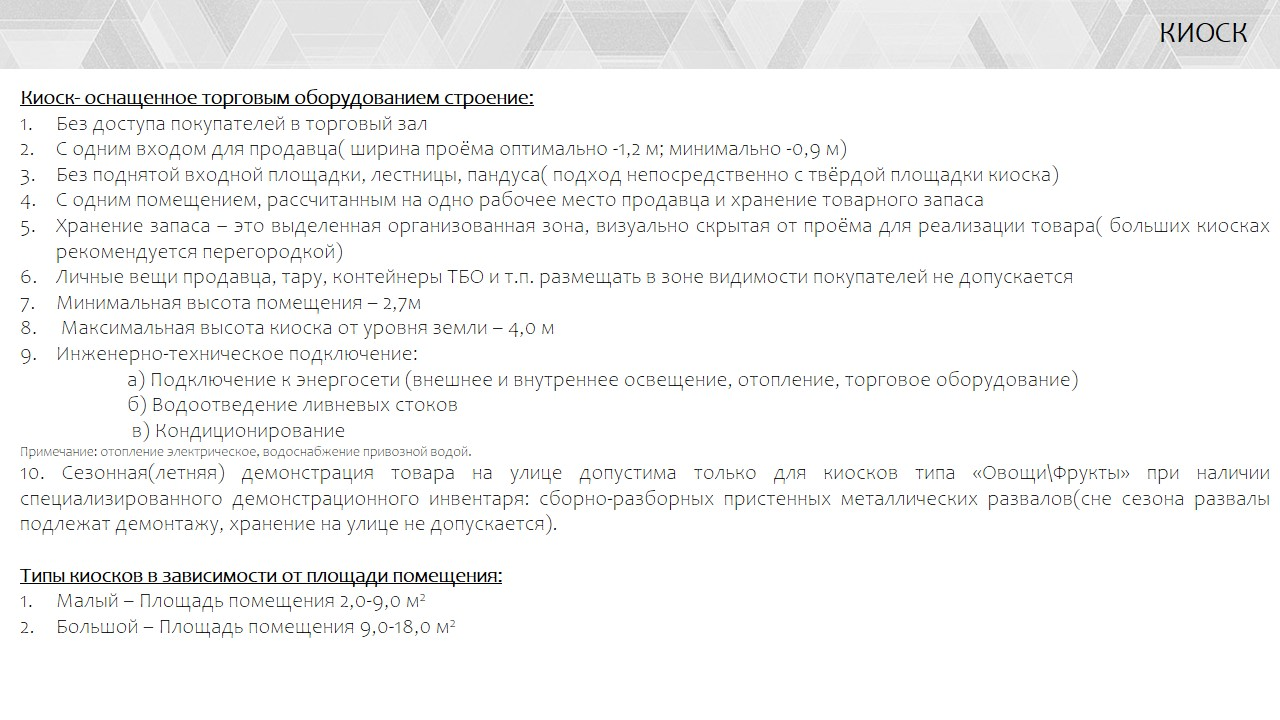 КИОСК
Киоск- оснащенное торговым оборудованием строение:
1. Без доступа покупателей в торговый зал
2. С одним входом для продавца( ширина проёма оптимально -1,2 м; минимально -0,9 м)
3. Без поднятой входной площадки, лестницы, пандуса( подход непосредственно с твёрдой площадки киоска)
4. С одним помещением, рассчитанным на одно рабочее место продавца и хранение товарного запаса
5. Хранение запаса – это выделенная организованная зона, визуально скрытая от проёма для реализации товара( больших киосках
рекомендуется перегородкой)
6. Личные вещи продавца, тару, контейнеры ТБО и т.п. размещать в зоне видимости покупателей не допускается
7. Минимальная высота помещения – 2,7м
8. Максимальная высота киоска от уровня земли – 4,0 м
9. Инженерно-техническое подключение:
а) Подключение к энергосети (внешнее и внутреннее освещение, отопление, торговое оборудование)
б) Водоотведение ливневых стоков
в) Кондиционирование
Примечание: отопление электрическое, водоснабжение привозной водой.
10. Сезонная(летняя) демонстрация товара на улице допустима только для киосков типа «Овощи\Фрукты» при наличии
специализированного демонстрационного инвентаря: сборно-разборных пристенных металлических развалов(сне сезона развалы
подлежат демонтажу, хранение на улице не допускается).
Типы киосков в зависимости от площади помещения:
1. Малый – Площадь помещения 2,0-9,0 м²
2. Большой – Площадь помещения 9,0-18,0 м²